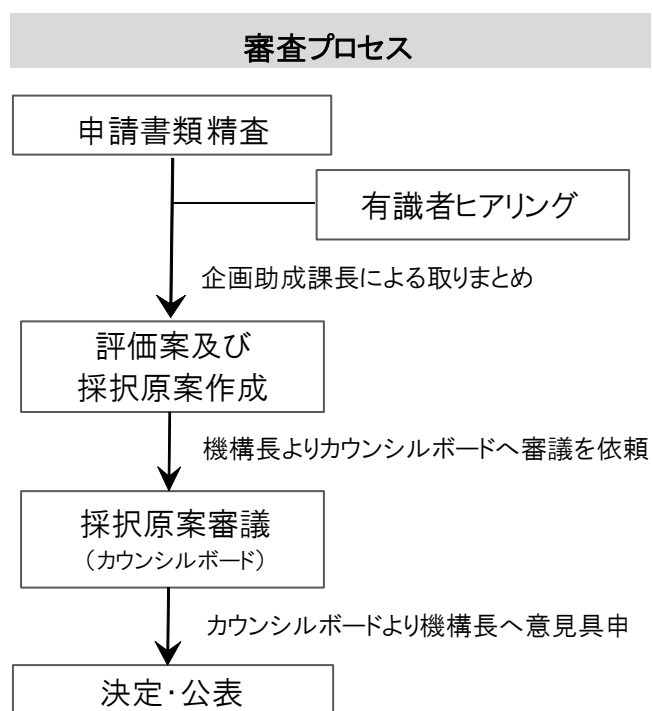 審査プロセス
申請書類精査
有識者ヒアリング
企画助成課長による取りまとめ
評価案及び
採択原案作成
機構長よりカウンシルボードへ審議を依頼
採択原案審議
(カウンシルボード)
カウンシルボードより機構長へ意見具申
決定・公表